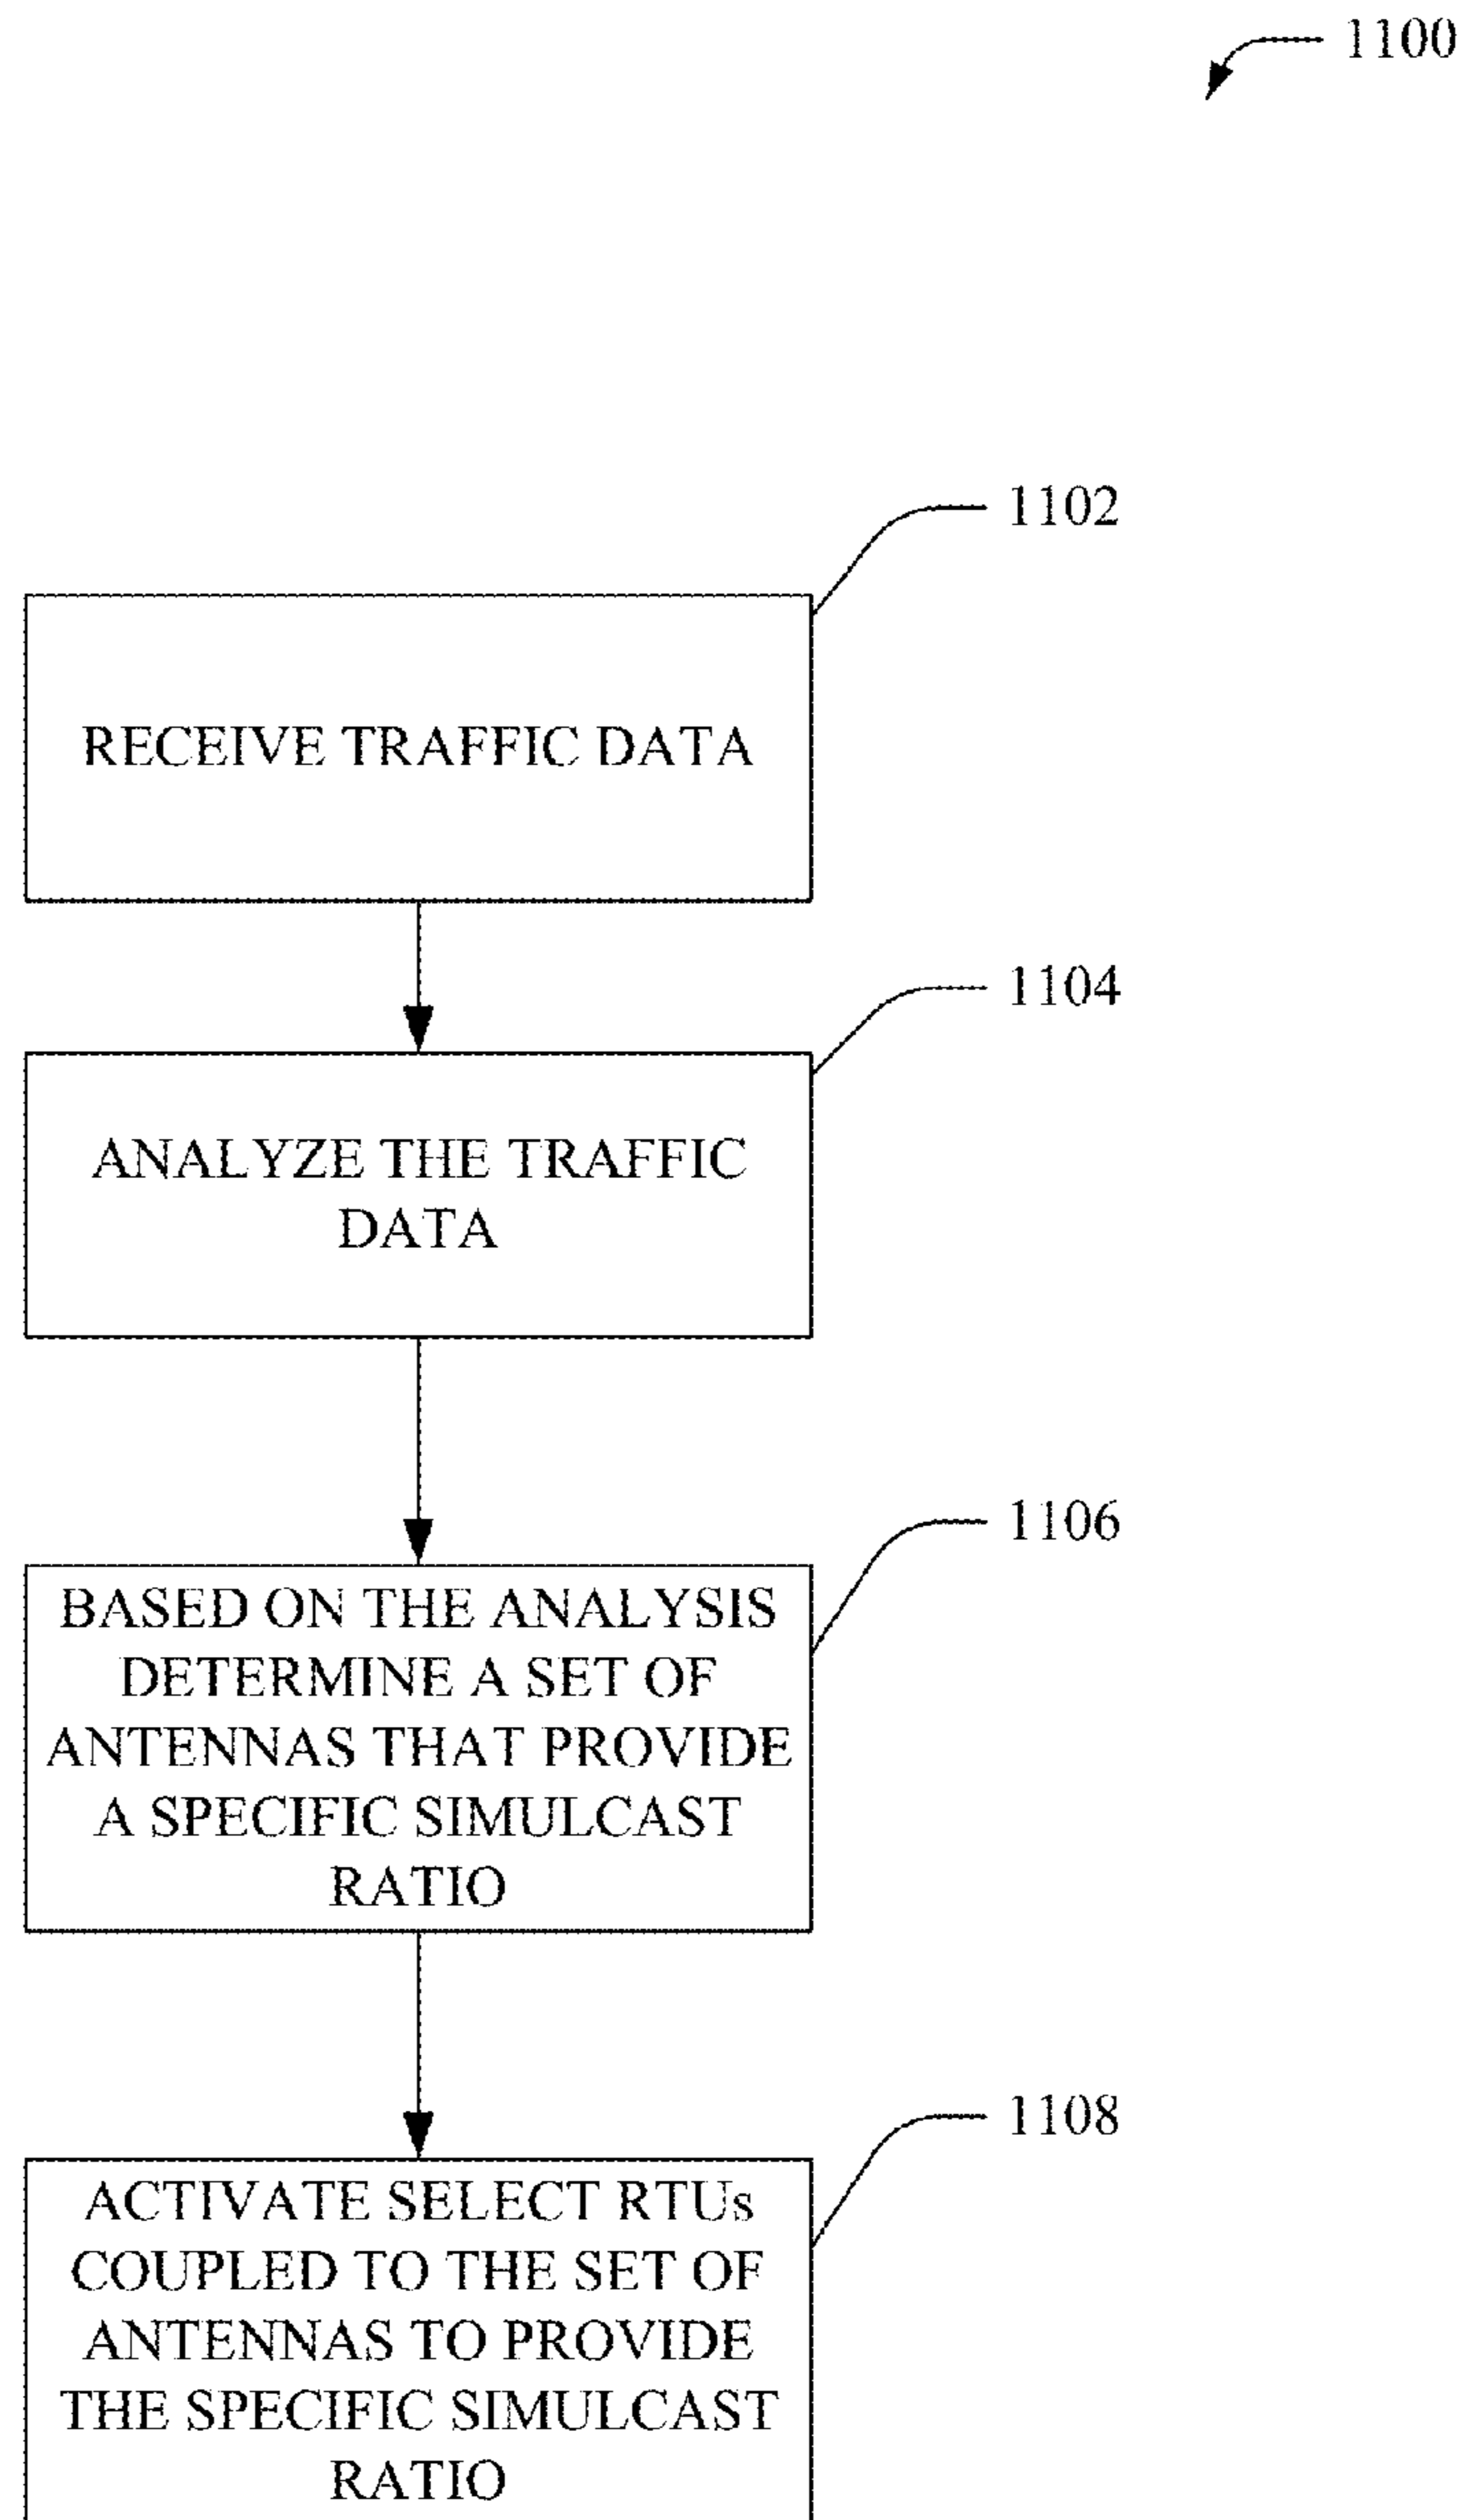 1100
1102
RECEIVE TRAFFIC DATA
1104
ANALYZE THE TRAFFIC
DATA
1106
BASED ON THE ANALYSIS
DETERMINE A SET OF
ANTENNAS THAT PROVIDE
A SPECIFIC SIMULCAST
RATIO
1108
ACTIVATE SELECT RTUs
COUPLED TO THE SET OF
ANTENNAS TO PROVIDE
THE SPECIFIC SIMULCAST
RATIO